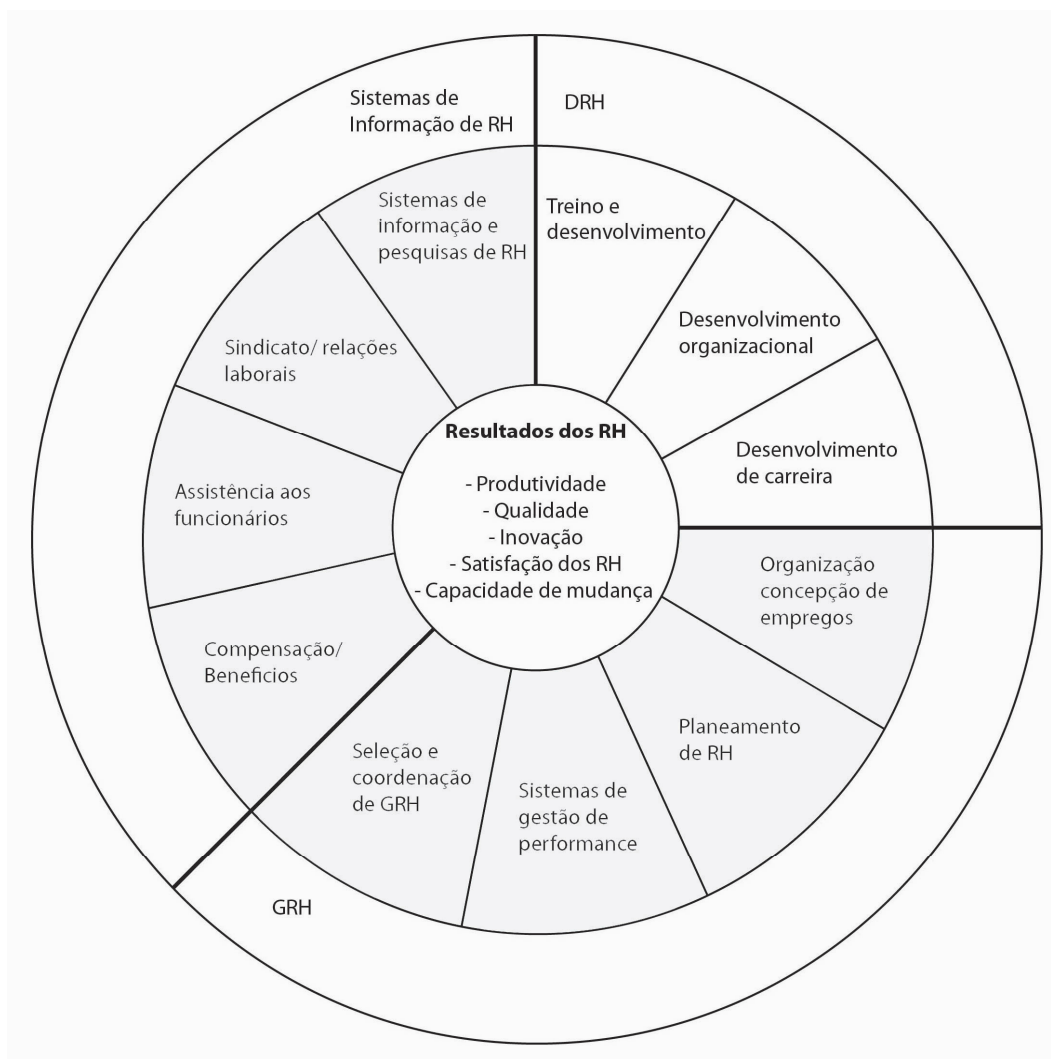 Sistemas de
Informação de RH
DRH
Sistemas de
informação e
pesquisas de RH
Treino e
desenvolvimento
Desenvolvimento
organizacional
Desenvolvimento
de carreira
Organização
concepção de
empregos
Planeamento
de RH
Sistemas de
gestão de
performance
Seleção e
coordenação
de GRH
Compensação/
Beneficios
Assistência aos
funcionários
Sindicato/ relações
laborais
Resultados dos RH
- Produtividade
- Qualidade
- Inovação
- Satisfação dos RH
- Capacidade de mudança
GRH